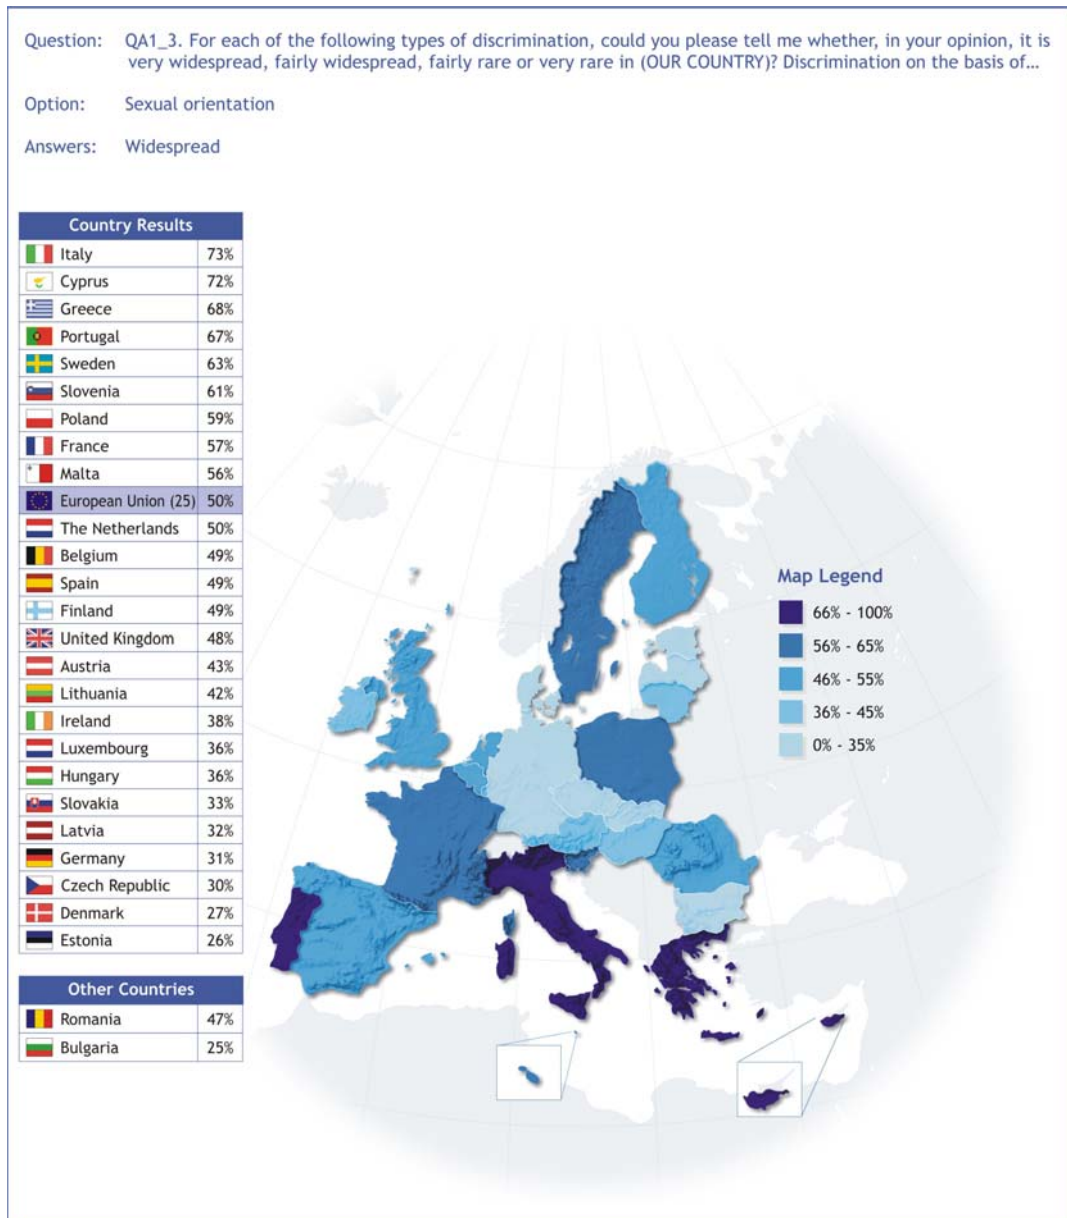 Question: QA1_3. For each of the following types of discrimination, could you please tell me whether, in your opinion, it is
very widespread, fairly widespread, fairly rare or very rare in (OUR COUNTRY)? Discrimination on the basis of…
Option: Sexual orientation
Answers: Widespread
Country Results
Italy 73%
Cyprus 72%
Greece 68%
Portugal 67%
Sweden 63%
Slovenia 61%
Poland 59%
France 57%
Malta 56%
European Union (25) 50%
The Netherlands 50%
Belgium 49%
Spain 49%
Finland 49%
United Kingdom 48%
Austria 43%
Lithuania 42%
Ireland 38%
Luxembourg 36%
Hungary 36%
Slovakia 33%
Latvia 32%
Germany 31%
Czech Republic 30%
Denmark 27%
Estonia 26%
Other Countries
Romania 47%
Bulgaria 25%
Map Legend
66% - 100%
56% - 65%
46% - 55%
36% - 45%
0% - 35%